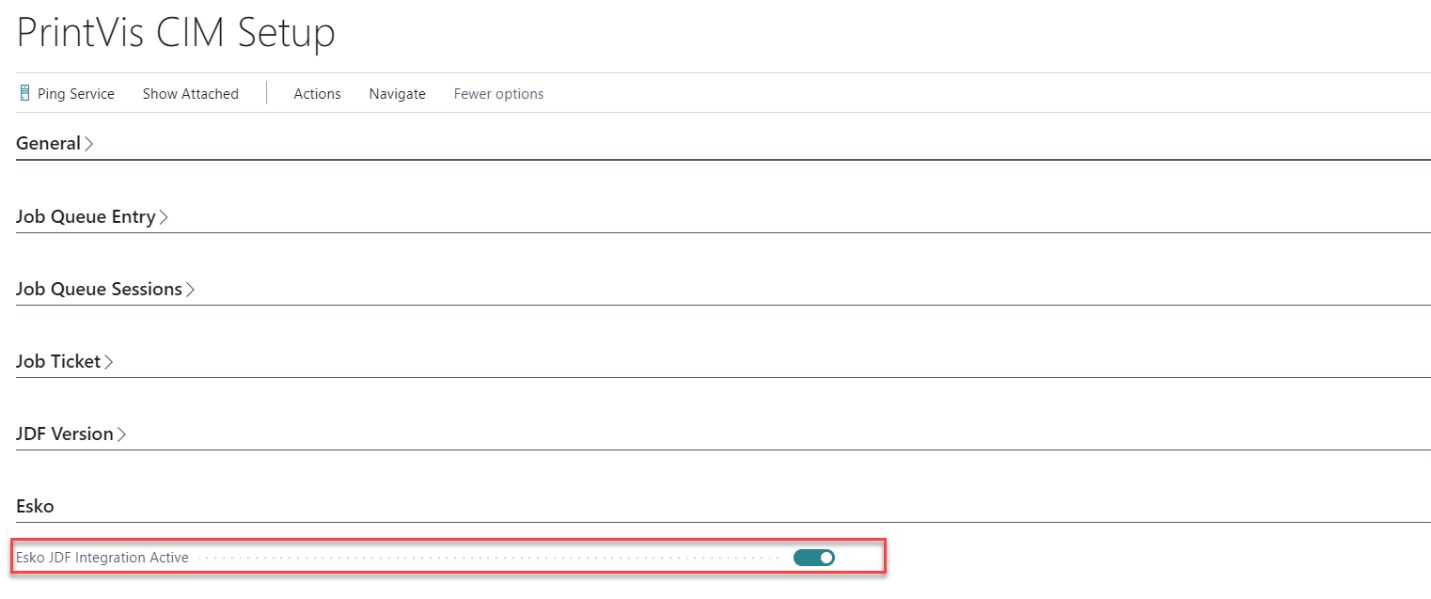 PrintVis CIM Setup
Ping Service Show Attached Actions Navigate Fewer options
General
Job Queue Entry
Job Queue Sessions
Job Ticket
JDF Version
Esko
Esko JDF Integration Active